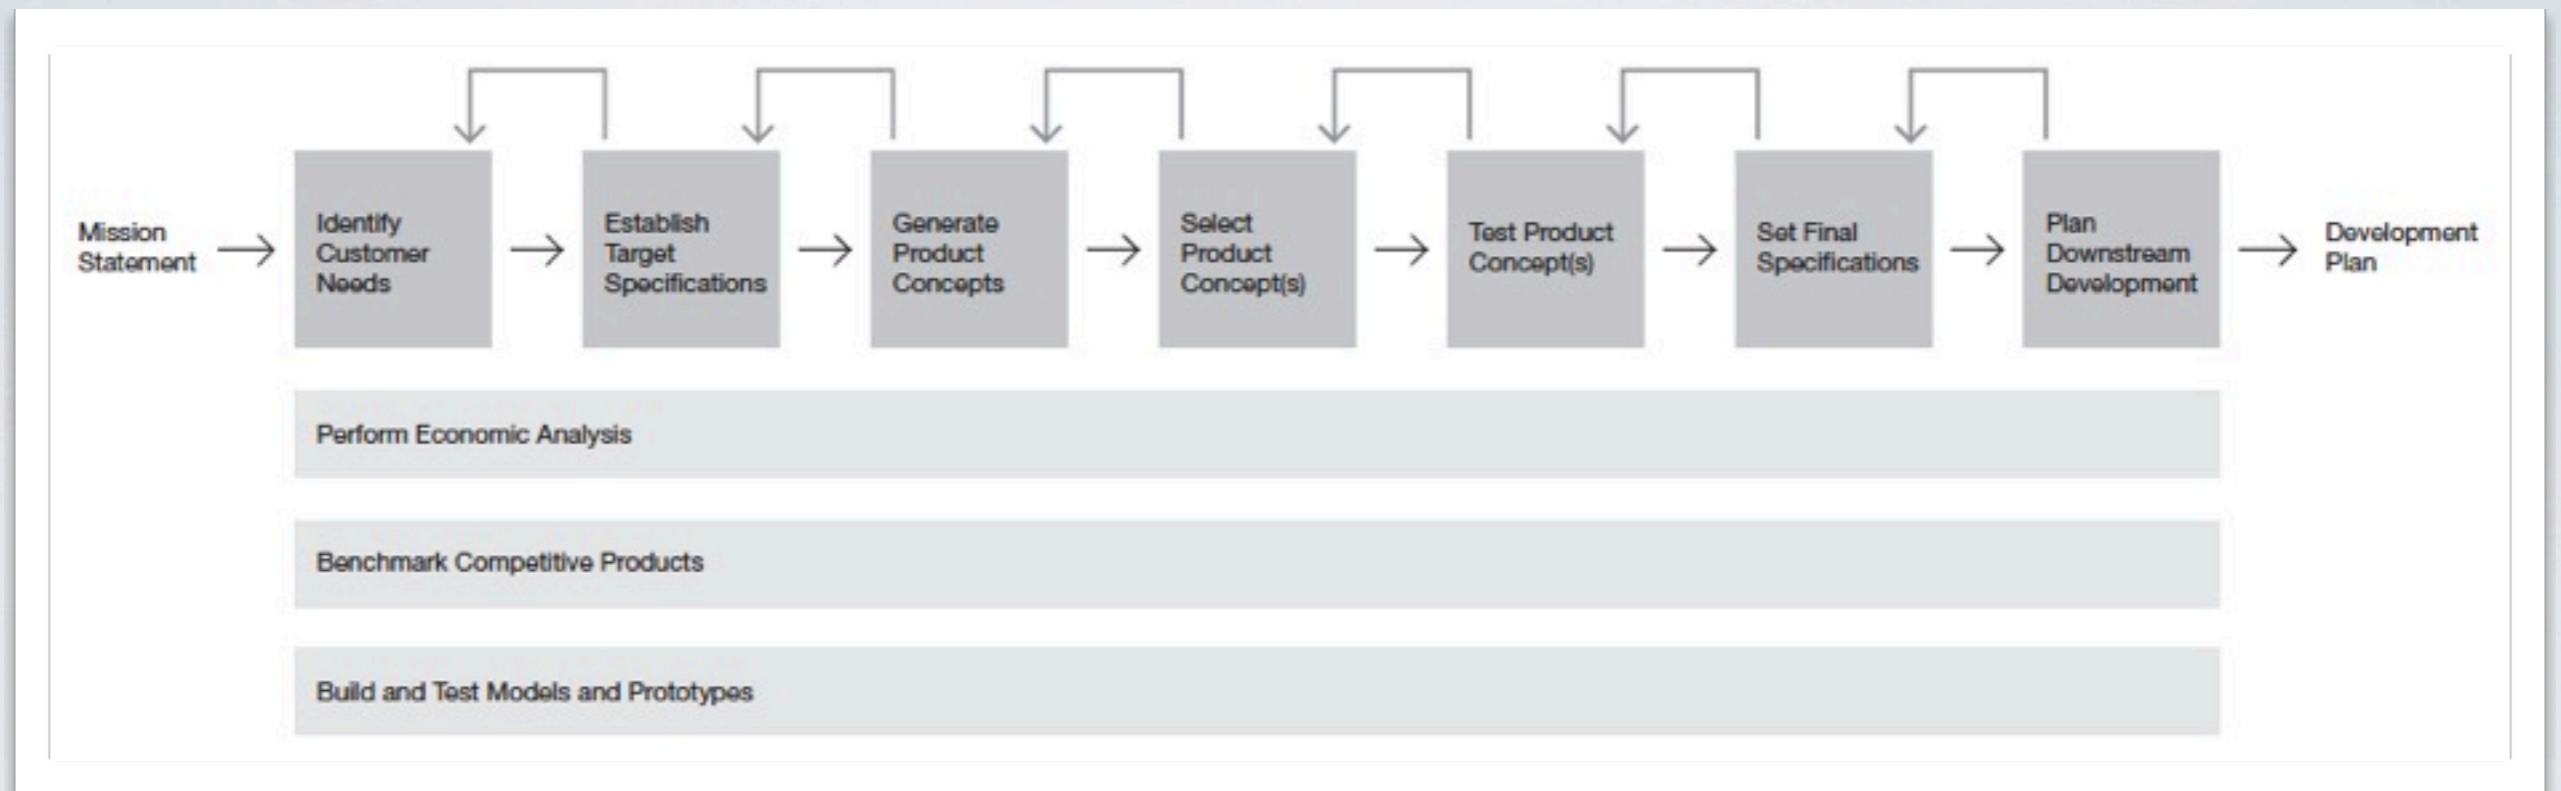 Mission
Statement
Identify
Customer
Needs
Establish
Target
Specifications
Generate
Product
Concepts
Select
Product
Concept(s)
Test Product
Concept(s)
Set Final
Specifications
Plan
Downstream
Development
Development
Plan
Perform Economic Analysis
Benchmark Competitive Products
Build and Test Models and Prototypes